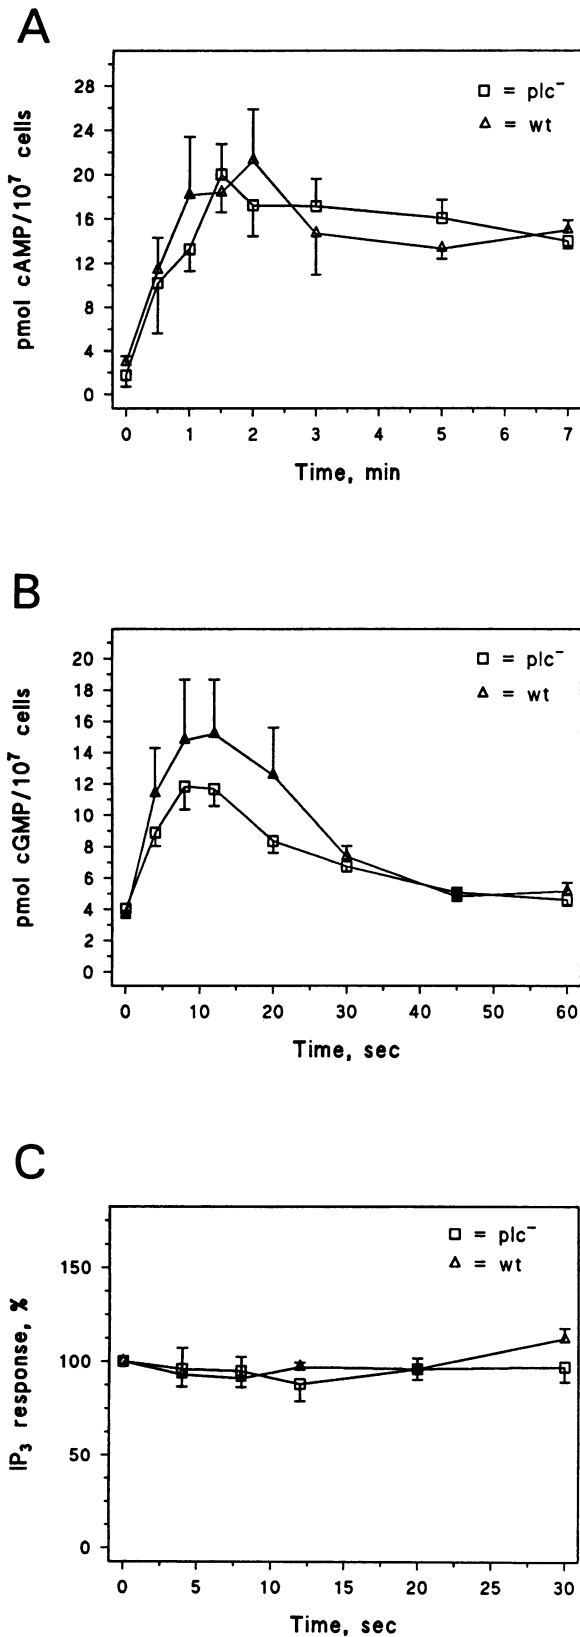 A
pmol cAMP/10⁷ cells
28
24
20
16
12
8
4
0
□ = plc⁻
△ = wt
0 1 2 3 4 5 6 7
Time, min
B
pmol cGMP/10⁷ cells
20
18
16
14
12
10
8
6
4
2
0
□ = plc⁻
△ = wt
0 10 20 30 40 50 60
Time, sec
C
IP₃ response, %
150
100
50
0
□ = plc⁻
△ = wt
0 5 10 15 20 25 30
Time, sec